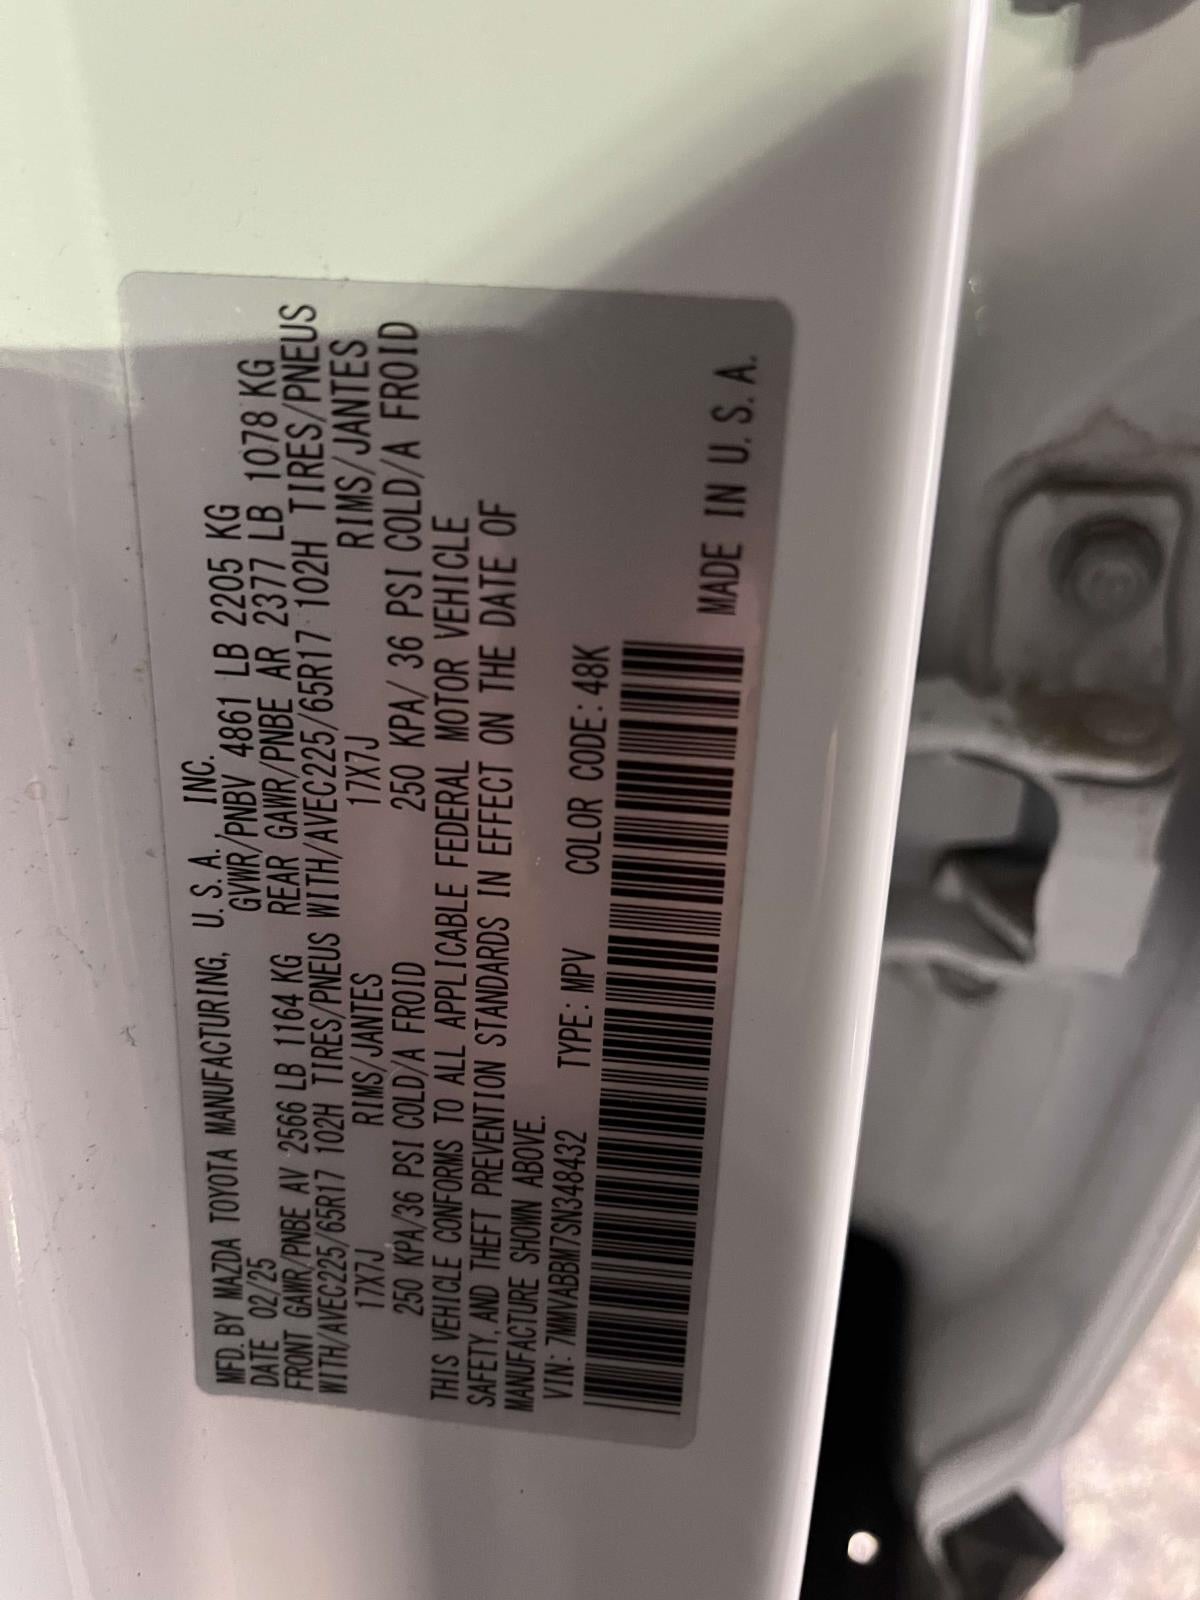 MFD. BY MAZDA TOYOTA MANUFACTURING, U.S.A. INC.
DATE 02/25 GVWR/PNBV 4861 LB 2205 KG
FRONT GAWR/PNBE AV 2566 LB 1164 KG REAR GAWR/PNBE AR 2377 LB 1078 KG
WITH/AVEC225/65R17 102H TIRES/PNEUS WITH/AVEC225/65R17 102H TIRES/PNEUS
17X7J RIMS/JANTES 17X7J RIMS/JANTES
250 KPA/36 PSI COLD/A FROID 250 KPA/ 36 PSI COLD/A FROID
THIS VEHICLE CONFORMS TO ALL APPLICABLE FEDERAL MOTOR VEHICLE
SAFETY, AND THEFT PREVENTION STANDARDS IN EFFECT ON THE DATE OF
MANUFACTURE SHOWN ABOVE.
VIN: 7MMVABBM7SN348432 TYPE: MPV COLOR CODE: 48K
MADE IN U.S.A.